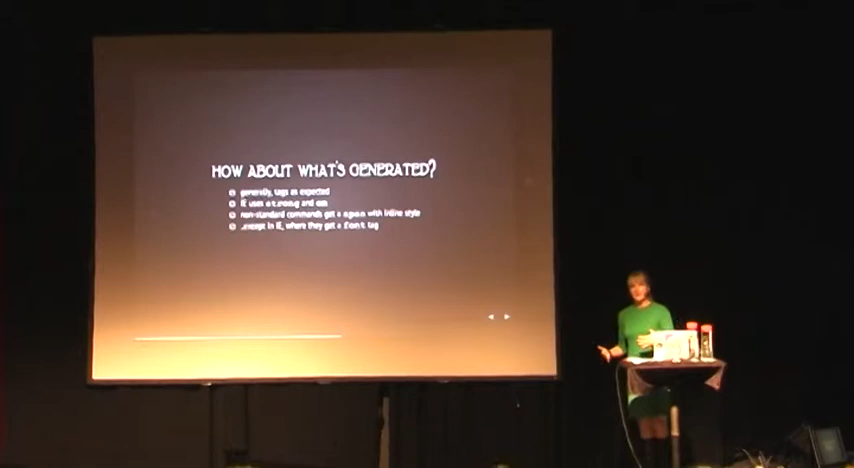 HOW ABOUT WHAT'S GENERATED?
generally, tags as expected
IE uses strong and em
non-standard commands get a span with inline style
..except in IE, where they get a font tag